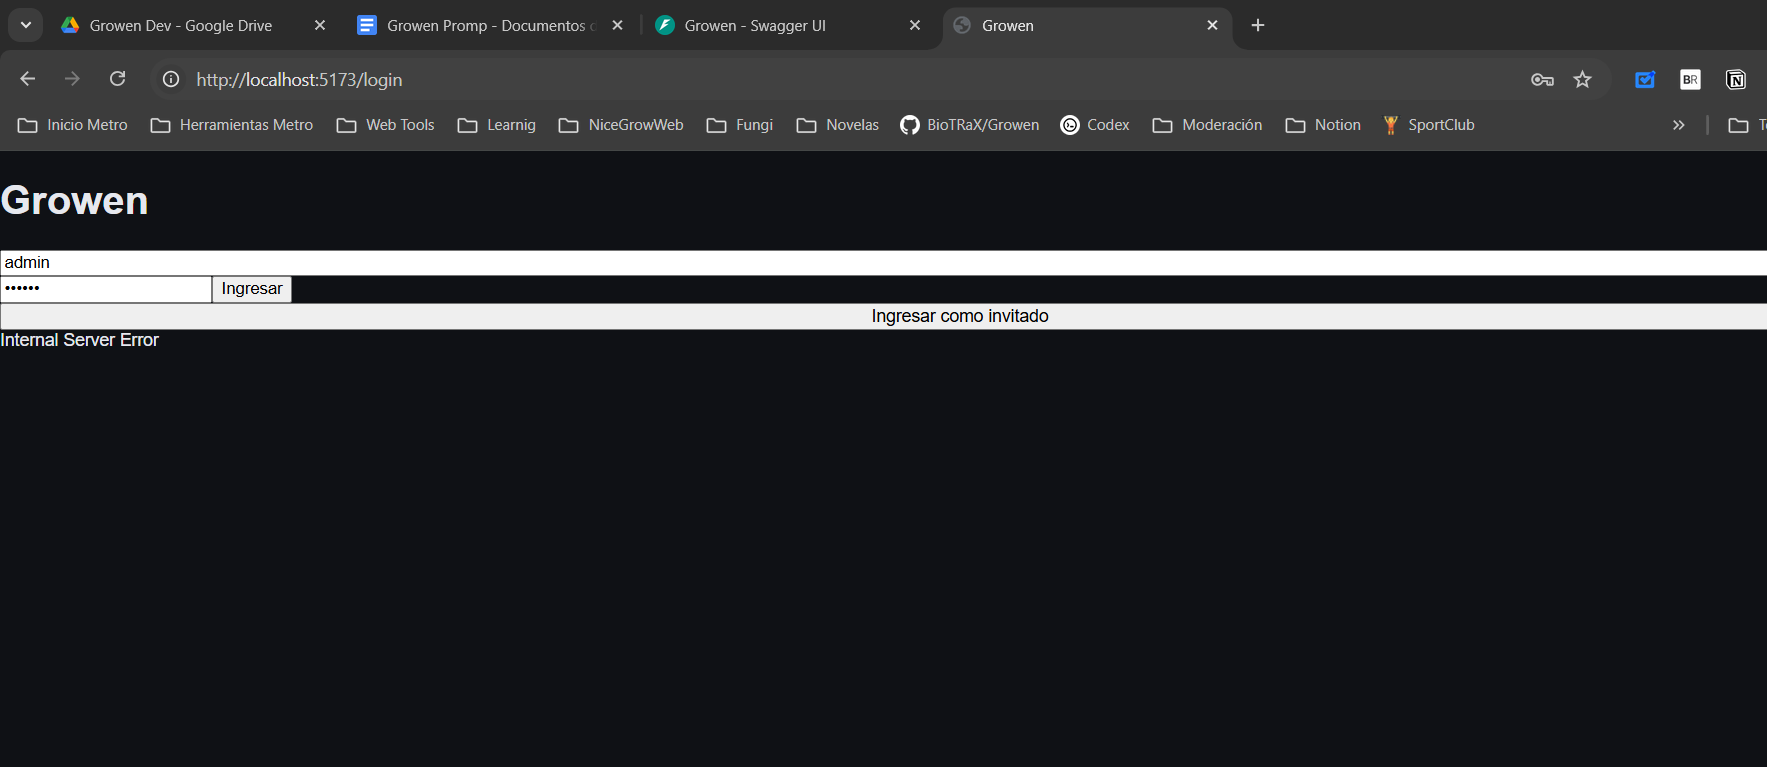 Growen Dev - Google Drive
Growen Promp - Documentos
Growen - Swagger UI
Growen
http://localhost:5173/login
BR
Inicio Metro
Herramientas Metro
Web Tools
Learnig
NiceGrowWeb
Fungi
Novelas
BioTRaX/Growen
Codex
Moderación
Notion
SportClub
Growen
admin
••••••
Ingresar
Ingresar como invitado
Internal Server Error